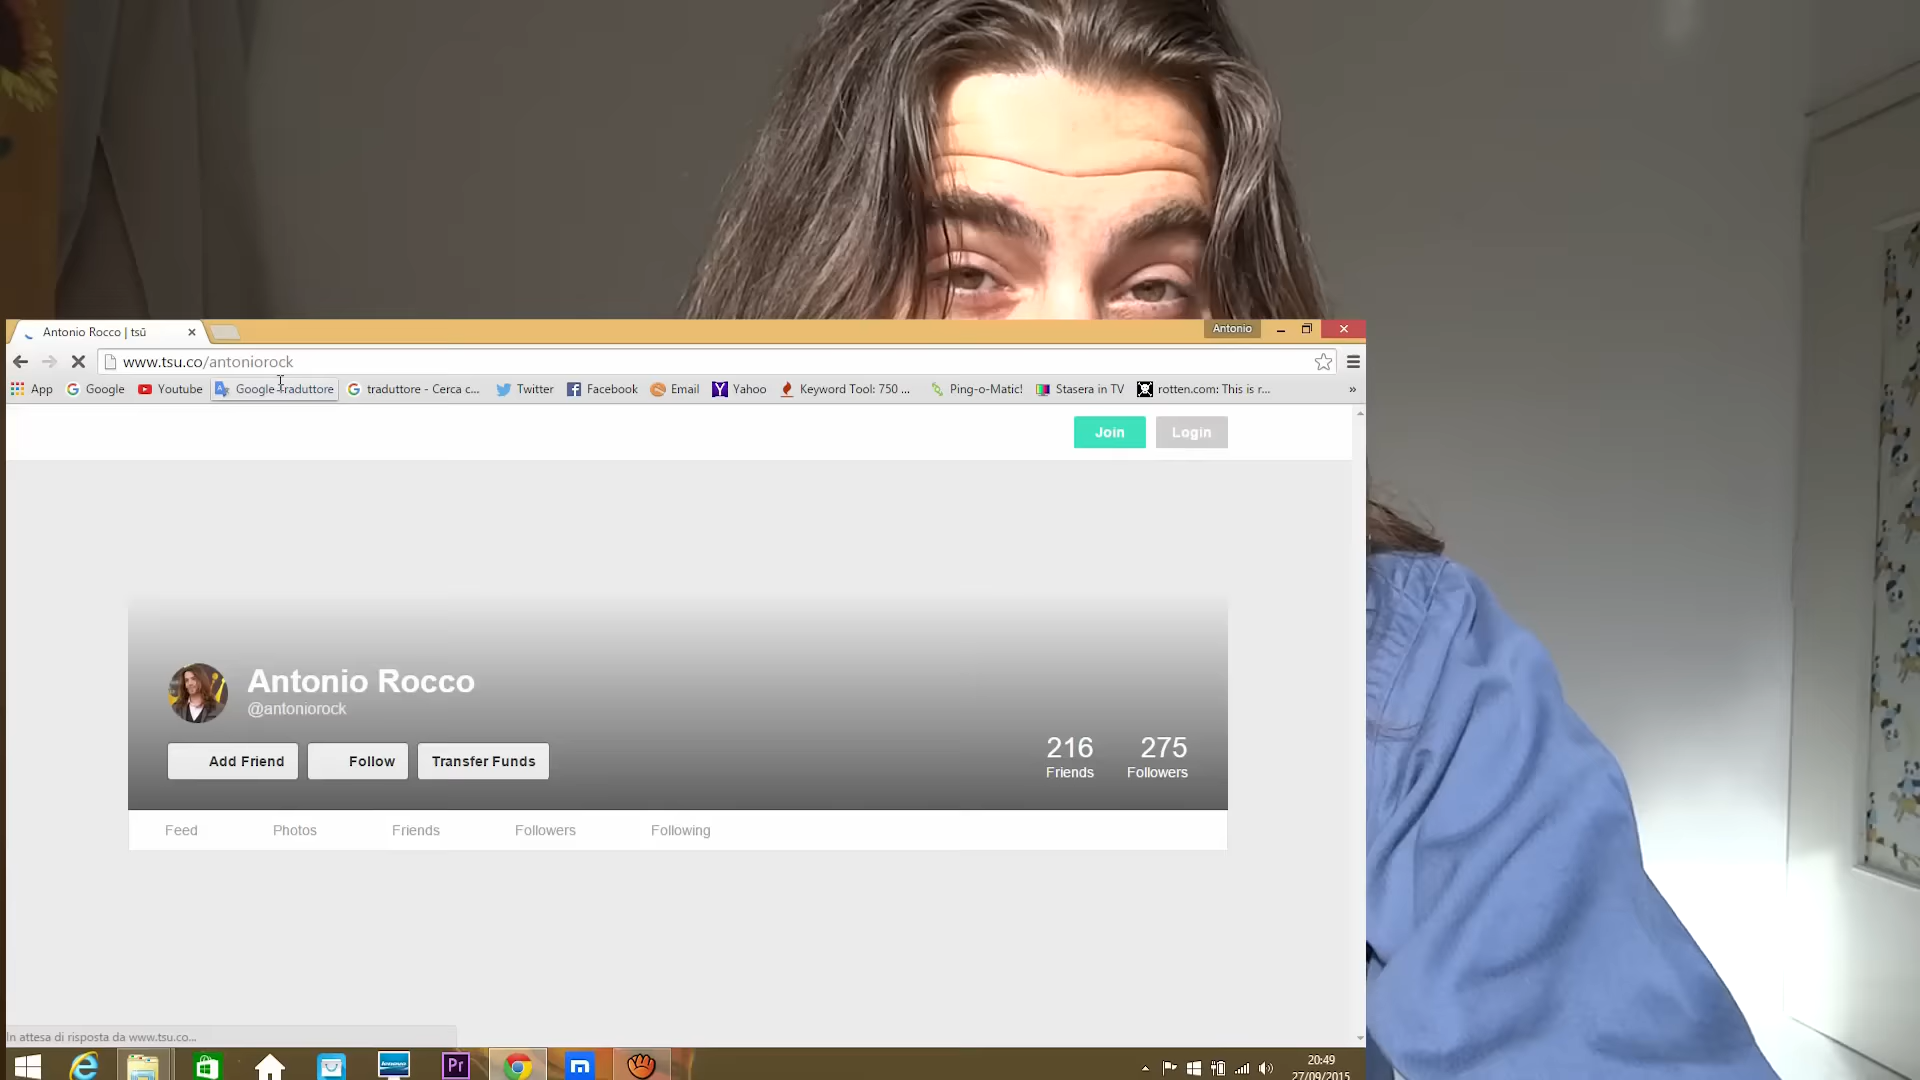 Antonio Rocco | tsū
Antonio
www.tsu.co/antoniorock
App Google Youtube Google Traduttore traduttore - Cerca c... Twitter Facebook Email Yahoo Keyword Tool: 750 ... Ping-o-Matic! Stasera in TV rotten.com: This is r... »
Join Login
Antonio Rocco
@antoniorock
Add Friend Follow Transfer Funds
216 Friends
275 Followers
Feed Photos Friends Followers Following
In attesa di risposta da www.tsu.co...
Pr
20:49
27/09/2015